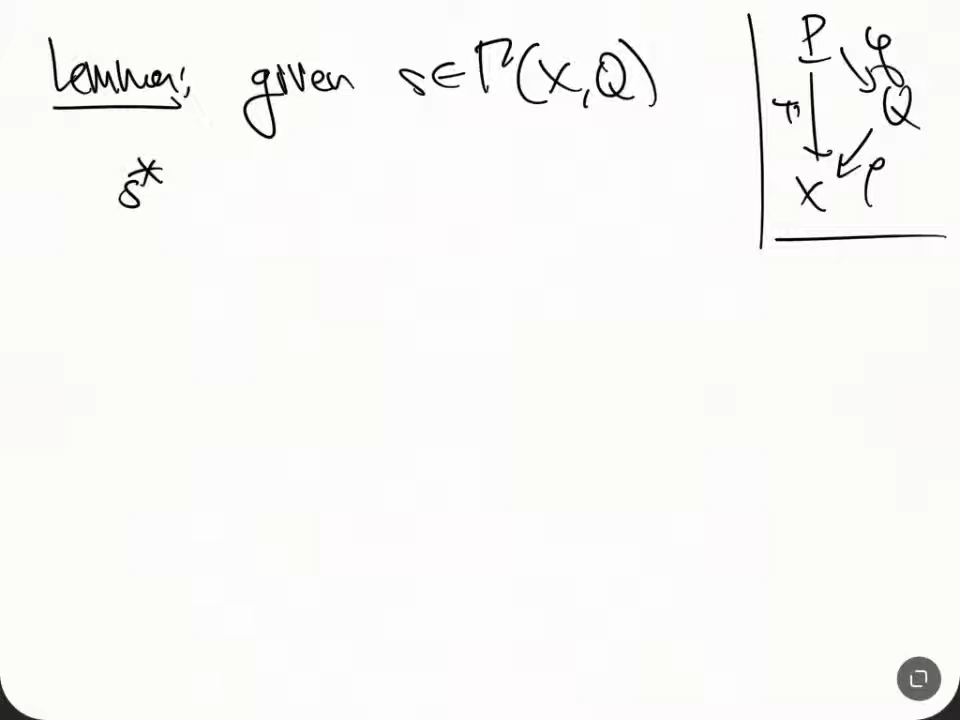 Lemma: given s ∈ Γ(X, Q)
s*
P φ
π Q
X ρ